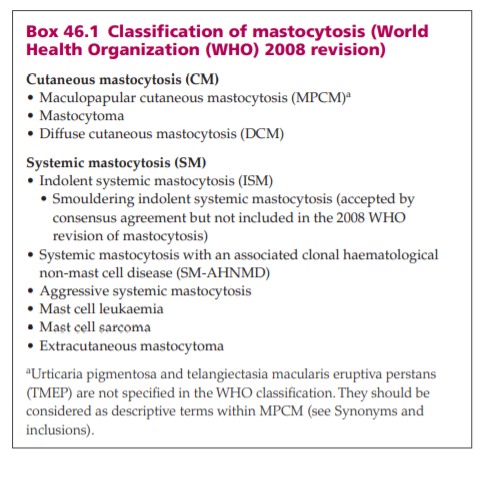 Box 46.1 Classification of mastocytosis (World
Health Organization (WHO) 2008 revision)
Cutaneous mastocytosis (CM)
• Maculopapular cutaneous mastocytosis (MPCM)ᵃ
• Mastocytoma
• Diffuse cutaneous mastocytosis (DCM)
Systemic mastocytosis (SM)
• Indolent systemic mastocytosis (ISM)
• Smouldering indolent systemic mastocytosis (accepted by
consensus agreement but not included in the 2008 WHO
revision of mastocytosis)
• Systemic mastocytosis with an associated clonal haematological
non-mast cell disease (SM-AHNMD)
• Aggressive systemic mastocytosis
• Mast cell leukaemia
• Mast cell sarcoma
• Extracutaneous mastocytoma
ᵃUrticaria pigmentosa and telangiectasia macularis eruptiva perstans
(TMEP) are not specified in the WHO classification. They should be
considered as descriptive terms within MPCM (see Synonyms and
inclusions).